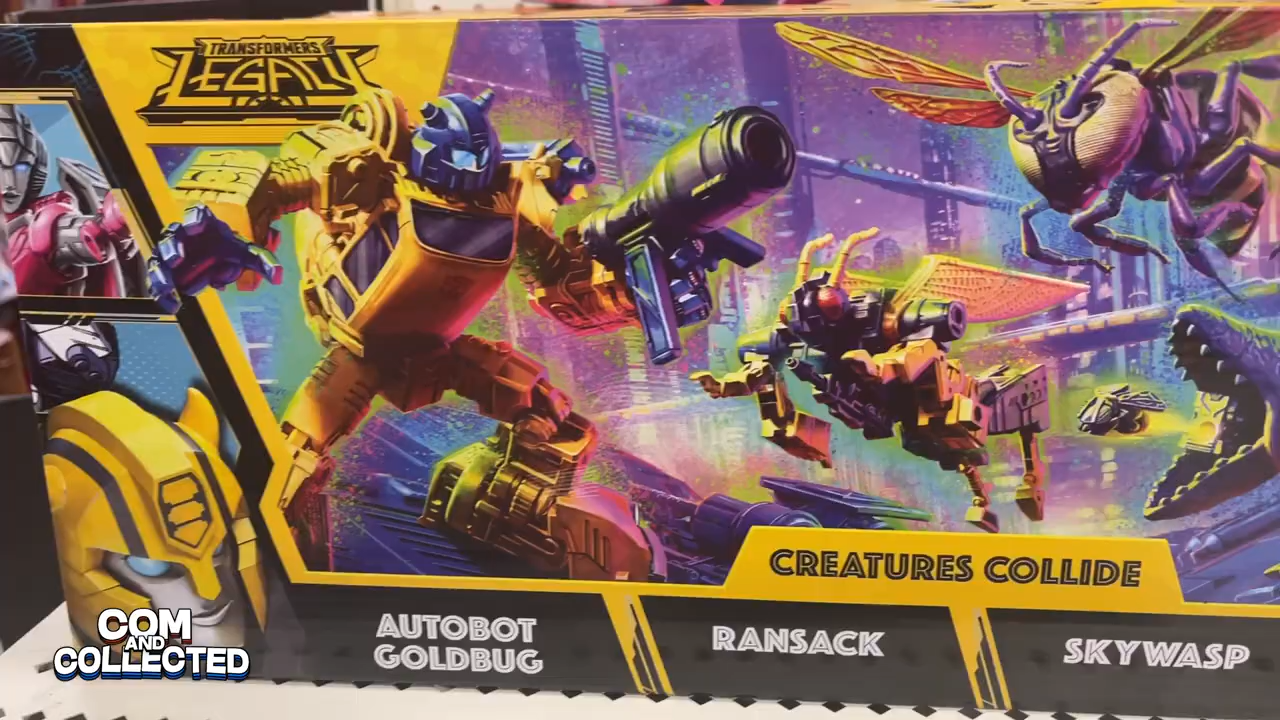 TRANSFORMERS
LEGACY
CREATURES COLLIDE
AUTOBOT
GOLDBUG
RANSACK
SKYWASP
COM
AND
COLLECTED